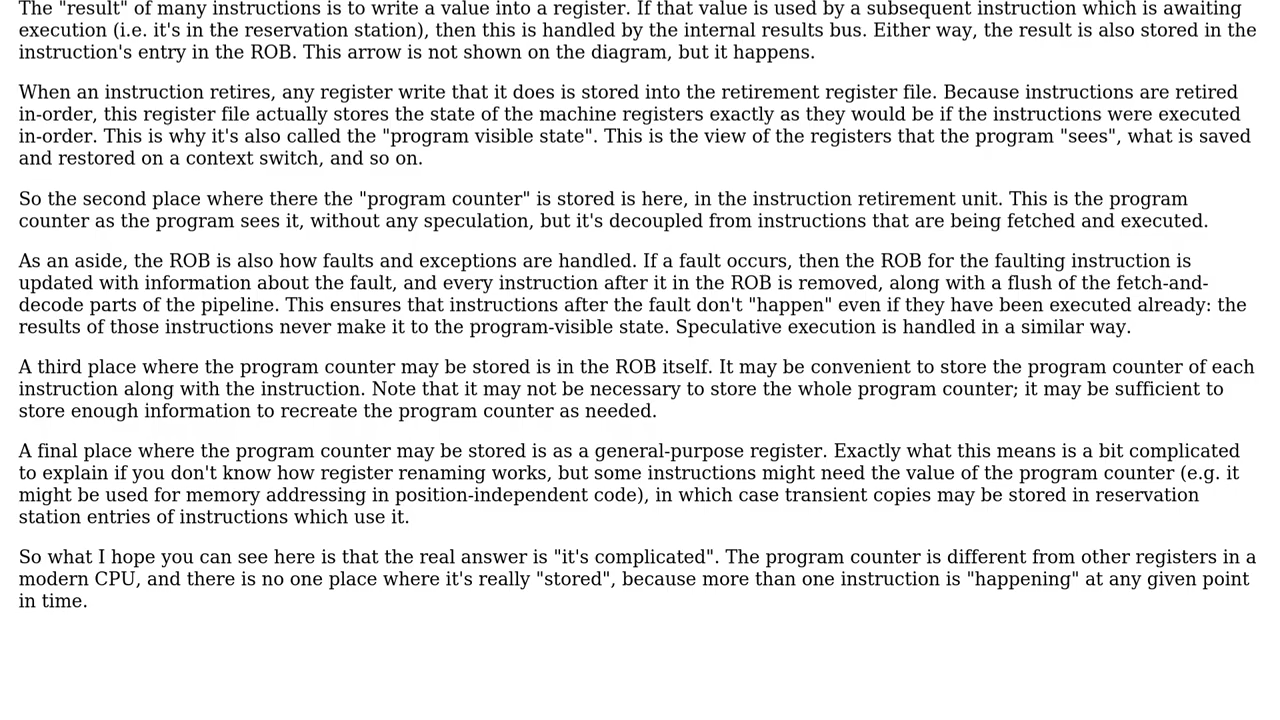 The "result" of many instructions is to write a value into a register. If that value is used by a subsequent instruction which is awaiting
execution (i.e. it's in the reservation station), then this is handled by the internal results bus. Either way, the result is also stored in the
instruction's entry in the ROB. This arrow is not shown on the diagram, but it happens.
When an instruction retires, any register write that it does is stored into the retirement register file. Because instructions are retired
in-order, this register file actually stores the state of the machine registers exactly as they would be if the instructions were executed
in-order. This is why it's also called the "program visible state". This is the view of the registers that the program "sees", what is saved
and restored on a context switch, and so on.
So the second place where there the "program counter" is stored is here, in the instruction retirement unit. This is the program
counter as the program sees it, without any speculation, but it's decoupled from instructions that are being fetched and executed.
As an aside, the ROB is also how faults and exceptions are handled. If a fault occurs, then the ROB for the faulting instruction is
updated with information about the fault, and every instruction after it in the ROB is removed, along with a flush of the fetch-and-
decode parts of the pipeline. This ensures that instructions after the fault don't "happen" even if they have been executed already: the
results of those instructions never make it to the program-visible state. Speculative execution is handled in a similar way.
A third place where the program counter may be stored is in the ROB itself. It may be convenient to store the program counter of each
instruction along with the instruction. Note that it may not be necessary to store the whole program counter; it may be sufficient to
store enough information to recreate the program counter as needed.
A final place where the program counter may be stored is as a general-purpose register. Exactly what this means is a bit complicated
to explain if you don't know how register renaming works, but some instructions might need the value of the program counter (e.g. it
might be used for memory addressing in position-independent code), in which case transient copies may be stored in reservation
station entries of instructions which use it.
So what I hope you can see here is that the real answer is "it's complicated". The program counter is different from other registers in a
modern CPU, and there is no one place where it's really "stored", because more than one instruction is "happening" at any given point
in time.